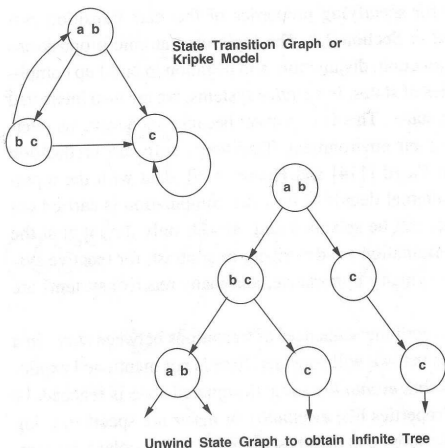 a b
State Transition Graph or
Kripke Model
b c
c
a b
b c
c
a b
c
c
Unwind State Graph to obtain Infinite Tree